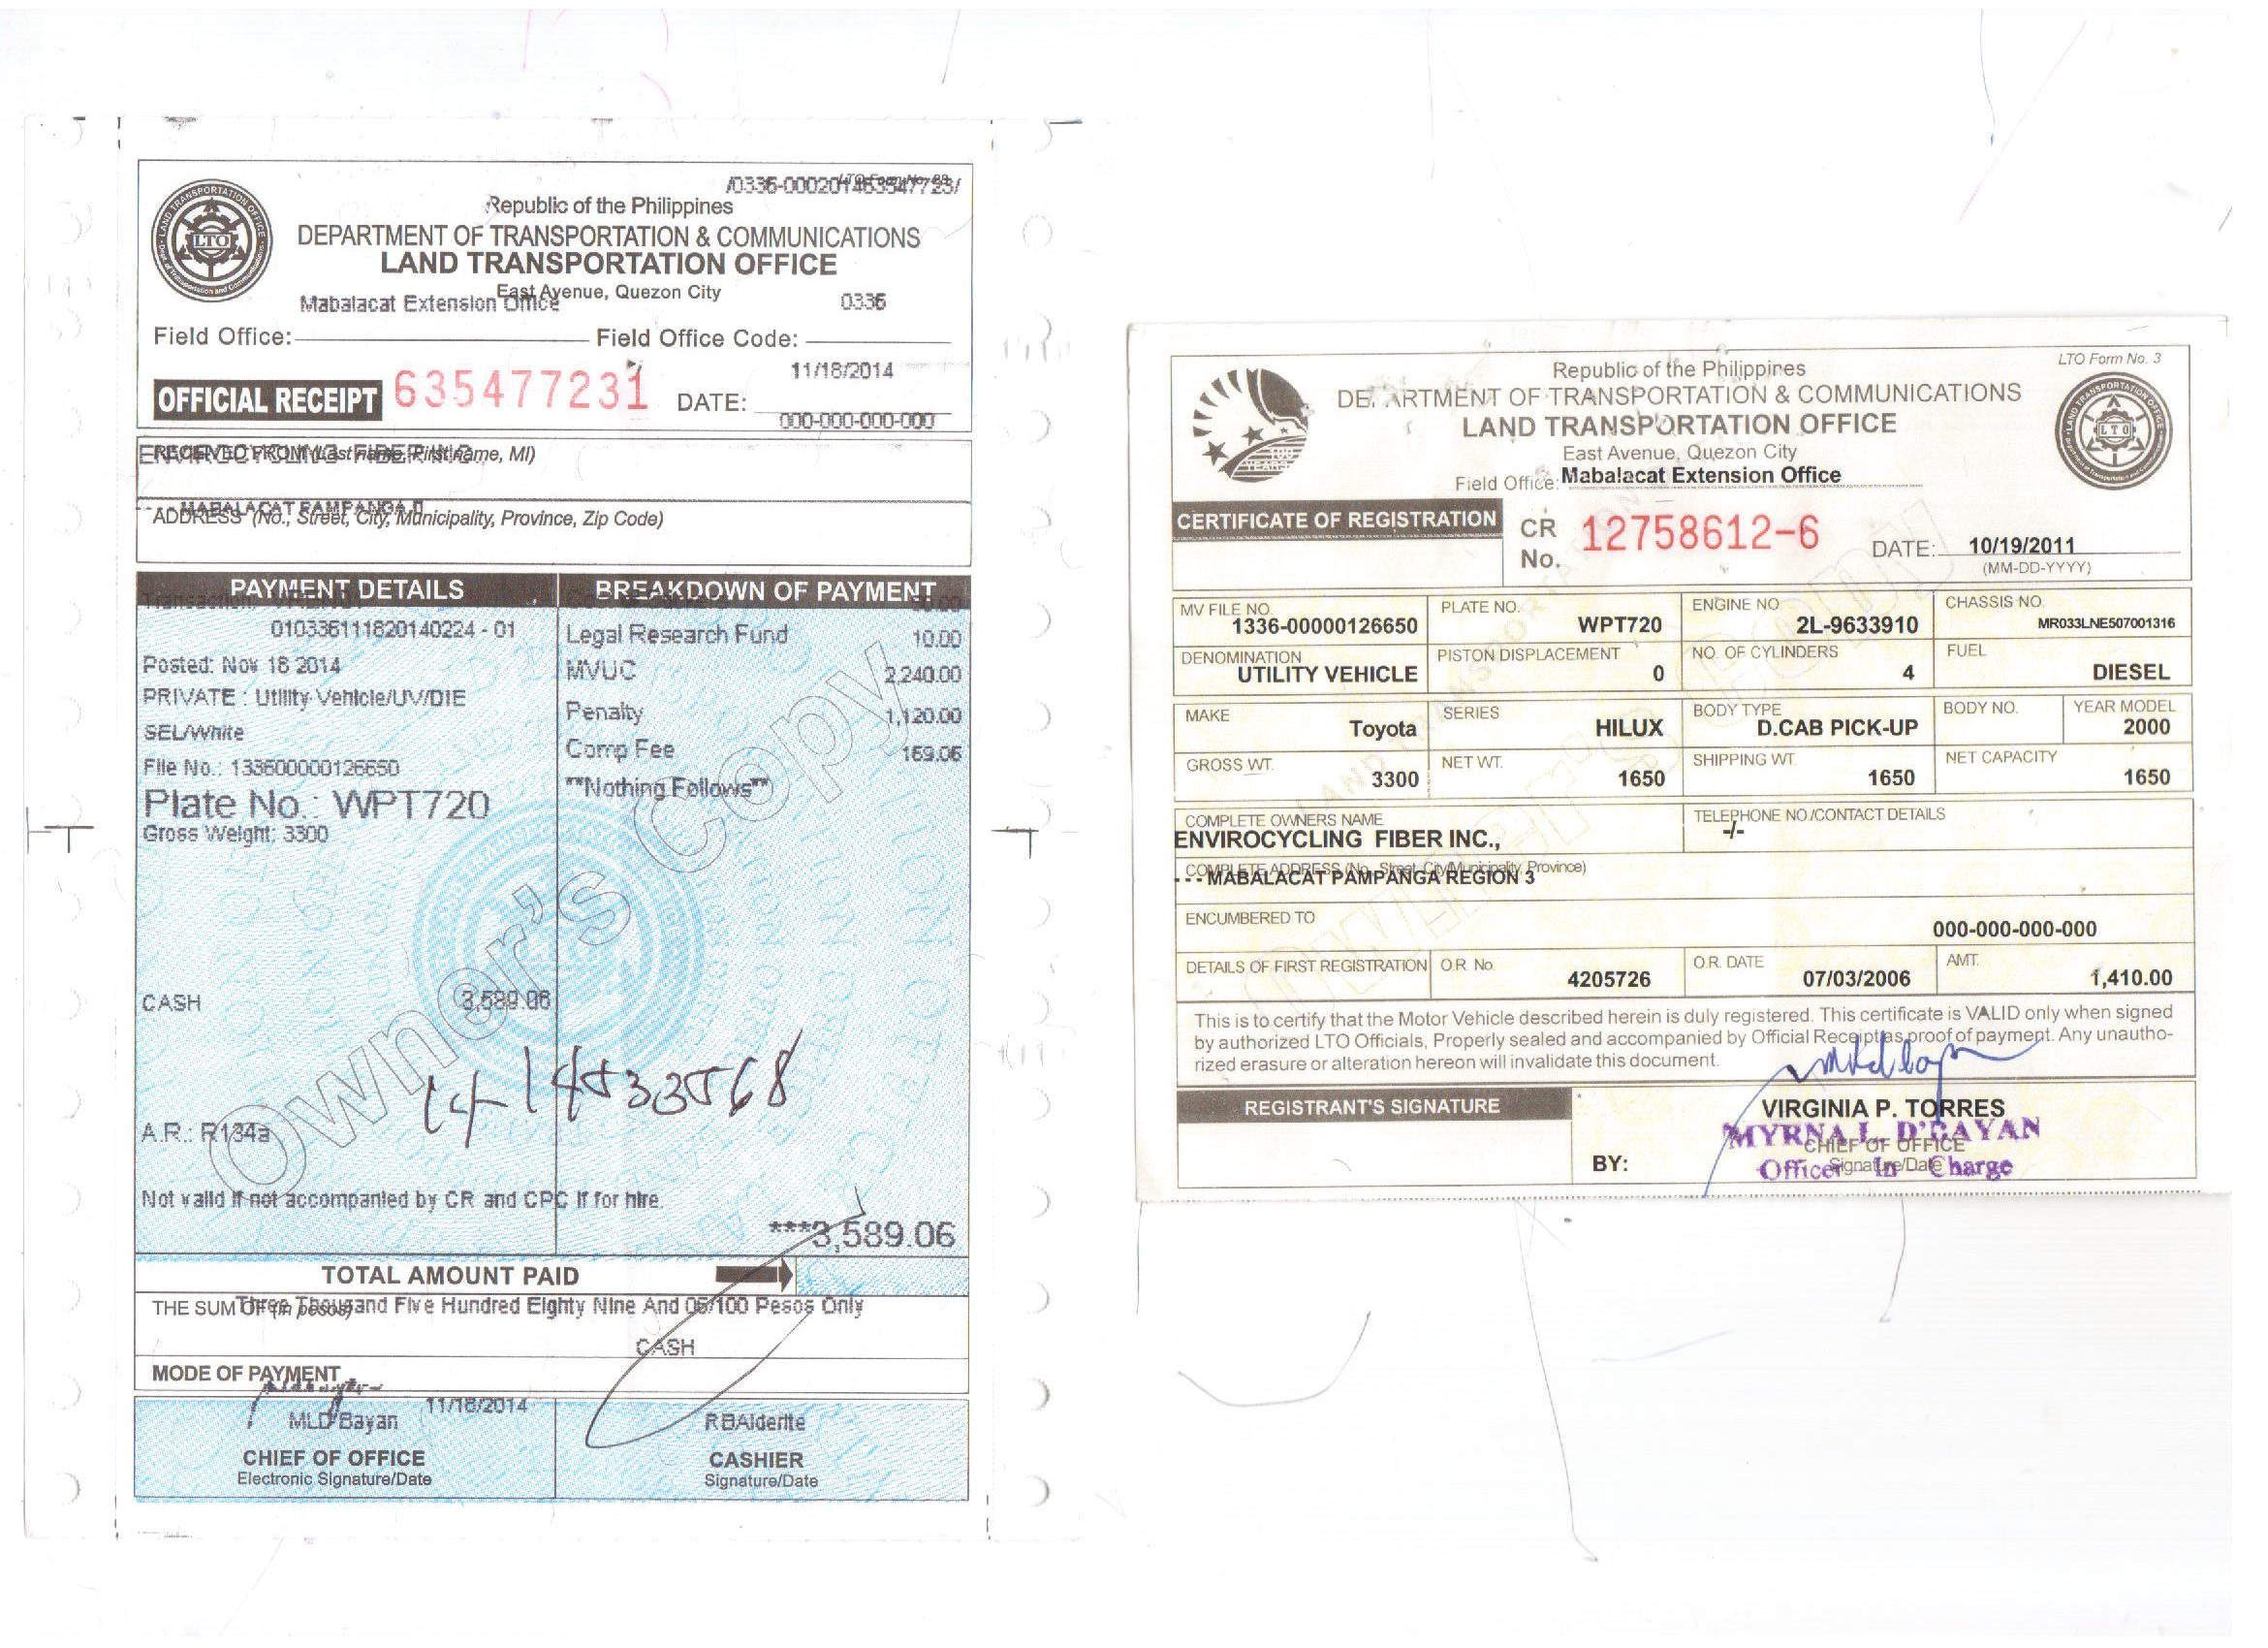 Republic of the Philippines
DEPARTMENT OF TRANSPORTATION & COMMUNICATIONS
LAND TRANSPORTATION OFFICE
East Avenue, Quezon City
Mabalacat Extension Office 0336
Field Office: Field Office Code:
11/18/2014
OFFICIAL RECEIPT 635477231 DATE:
000-000-000-000
ENVIROCYCLING FIBER INC
RECEIVED FROM (Last name, First name, MI)
MABALACAT PAMPANGA
ADDRESS (No., Street, City, Municipality, Province, Zip Code)
PAYMENT DETAILS
010336111820140224 - 01
Posted: Nov 18 2014
PRIVATE : Utility Vehicle/UV/DIE
SEL/White
File No.: 133600000126650
Plate No.: WPT720
Gross Weight: 3300
CASH 3,589.06
A.R.: R134a
Not valid if not accompanied by CR and CPC if for hire.
BREAKDOWN OF PAYMENT
Legal Research Fund 10.00
MVUC 2,240.00
Penalty 1,120.00
Comp Fee 169.06
**Nothing Follows**
Owner's Copy
***3,589.06
TOTAL AMOUNT PAID
THE SUM OF (in pesos) Three Thousand Five Hundred Eighty Nine And 06/100 Pesos Only
CASH
MODE OF PAYMENT
MLD Bayan 11/18/2014
CHIEF OF OFFICE
Electronic Signature/Date
RBAlderite
CASHIER
Signature/Date
LTO Form No. 3
Republic of the Philippines
DEPARTMENT OF TRANSPORTATION & COMMUNICATIONS
LAND TRANSPORTATION OFFICE
East Avenue, Quezon City
Field Office: Mabalacat Extension Office
CERTIFICATE OF REGISTRATION
CR No. 12758612-6
DATE: 10/19/2011
(MM-DD-YYYY)
MV FILE NO. 1336-00000126650
PLATE NO. WPT720
ENGINE NO. 2L-9633910
CHASSIS NO. MR033LNE507001316
DENOMINATION UTILITY VEHICLE
PISTON DISPLACEMENT 0
NO. OF CYLINDERS 4
FUEL DIESEL
MAKE Toyota
SERIES HILUX
BODY TYPE D.CAB PICK-UP
BODY NO.
YEAR MODEL 2000
GROSS WT. 3300
NET WT. 1650
SHIPPING WT. 1650
NET CAPACITY 1650
COMPLETE OWNERS NAME
ENVIROCYCLING FIBER INC.,
TELEPHONE NO./CONTACT DETAILS
-/-
COMPLETE ADDRESS (No., Street, City/Municipality, Province)
- - - MABALACAT PAMPANGA REGION 3
ENCUMBERED TO
000-000-000-000
DETAILS OF FIRST REGISTRATION
O.R. No. 4205726
O.R. DATE 07/03/2006
AMT. 1,410.00
This is to certify that the Motor Vehicle described herein is duly registered. This certificate is VALID only when signed
by authorized LTO Officials, Properly sealed and accompanied by Official Receipt as proof of payment. Any unautho-
rized erasure or alteration hereon will invalidate this document.
REGISTRANT'S SIGNATURE
VIRGINIA P. TORRES
MYRNA L. D'BAYAN
CHIEF OF OFFICE
BY:
Signature/Date
Officer In Charge